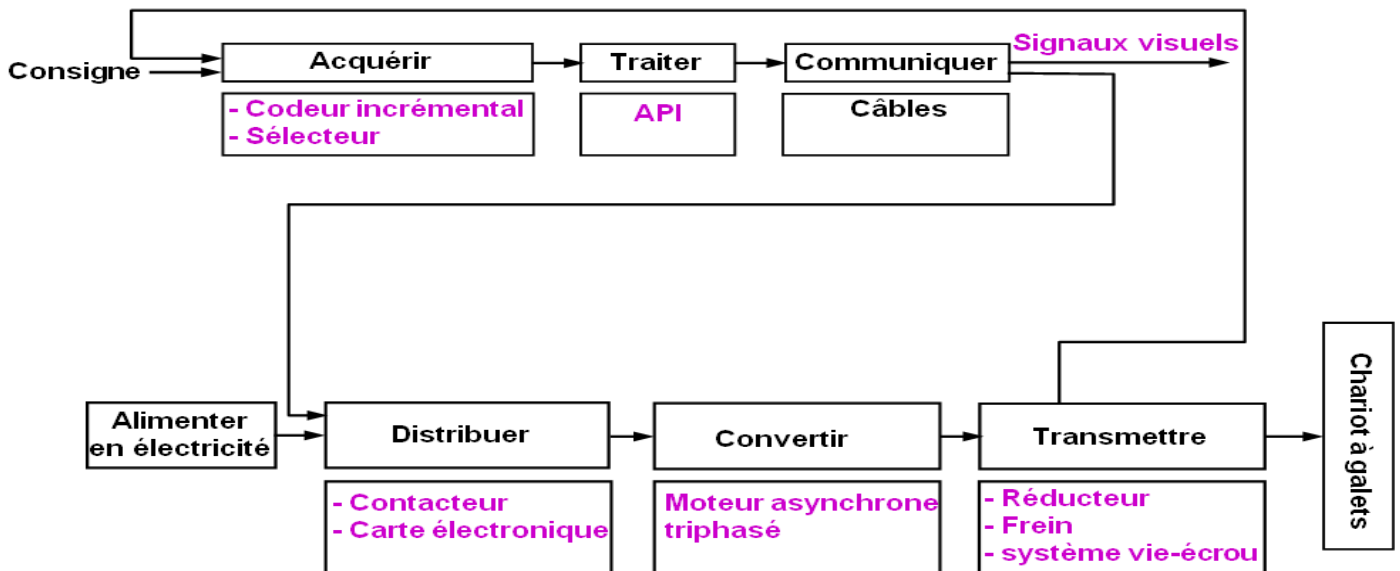 Signaux visuels
Consigne
Acquérir
Traiter
Communiquer
- Codeur incrémental
- Sélecteur
API
Câbles
Alimenter
en électricité
Distribuer
Convertir
Transmettre
Chariot à galets
- Contacteur
- Carte électronique
Moteur asynchrone
triphasé
- Réducteur
- Frein
- système vie-écrou